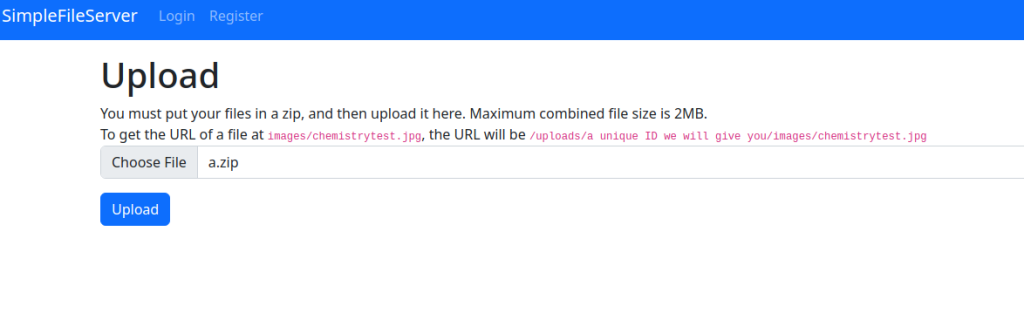 SimpleFileServer Login Register
Upload
You must put your files in a zip, and then upload it here. Maximum combined file size is 2MB.
To get the URL of a file at images/chemistrytest.jpg, the URL will be /uploads/a unique ID we will give you/images/chemistrytest.jpg
Choose File a.zip
Upload